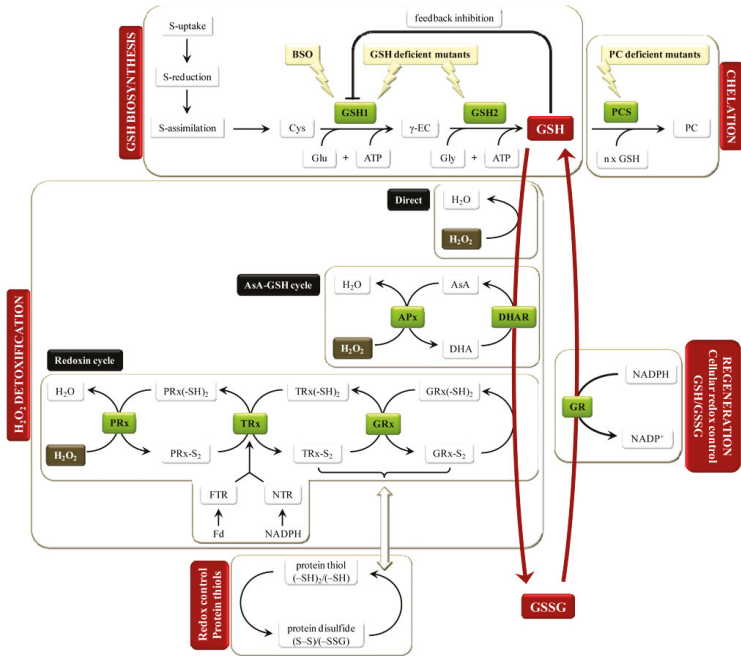 feedback inhibition
S-uptake
BSO
GSH deficient mutants
PC deficient mutants
S-reduction
GSH1
GSH2
PCS
S-assimilation
Cys
γ-EC
GSH
PC
Glu + ATP
Gly + ATP
n x GSH
GSH BIOSYNTHESIS
CHELATION
Direct
H₂O
H₂O₂
AsA-GSH cycle
H₂O
AsA
APx
DHAR
H₂O₂
DHA
Redoxin cycle
H₂O
PRx(-SH)₂
TRx(-SH)₂
GRx(-SH)₂
PRx
TRx
GRx
H₂O₂
PRx-S₂
TRx-S₂
GRx-S₂
FTR
NTR
Fd
NADPH
H₂O₂ DETOXIFICATION
NADPH
GR
NADP⁺
REGENERATION
Cellular redox control
GSH/GSSG
protein thiol
(–SH)₂/(–SH)
protein disulfide
(S–S)/(–SSG)
Redox control
Protein thiols
GSSG